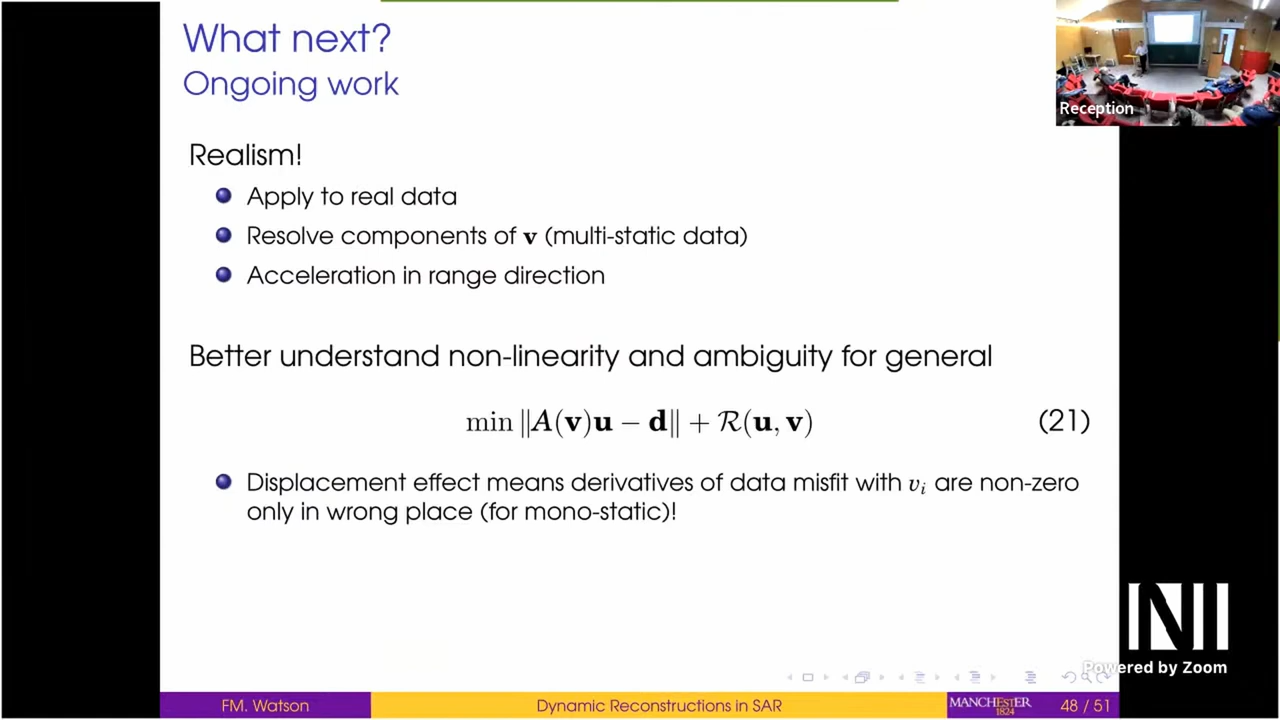 What next?
Ongoing work
Reception
Realism!
Apply to real data
Resolve components of v (multi-static data)
Acceleration in range direction
Better understand non-linearity and ambiguity for general
min ‖A(v)u − d‖ + R(u, v) (21)
Displacement effect means derivatives of data misfit with vᵢ are non-zero
only in wrong place (for mono-static)!
NI
Powered by Zoom
FM. Watson Dynamic Reconstructions in SAR MANCHESTER 48 / 51
1824